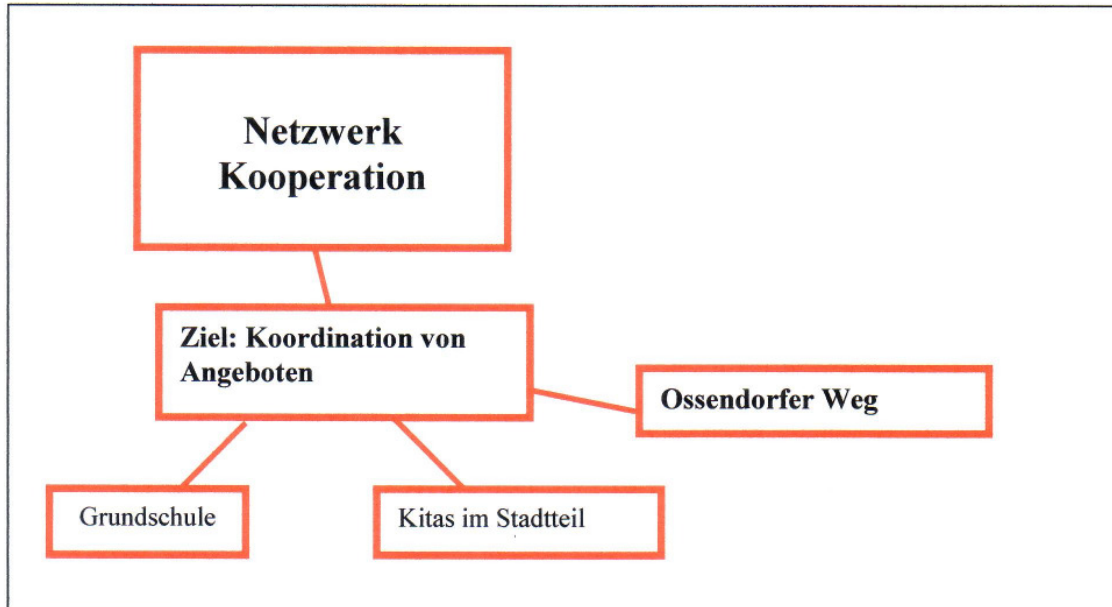 Netzwerk
Kooperation
Ziel: Koordination von
Angeboten
Ossendorfer Weg
Grundschule
Kitas im Stadtteil